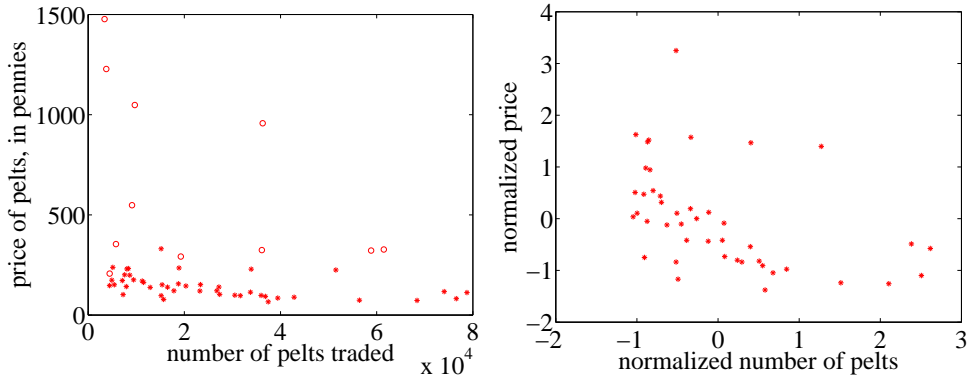 price of pelts, in pennies
1500
1000
500
0
0 2 4 6 8
number of pelts traded
x 10^4
normalized price
4
3
2
1
0
−1
−2
−2 −1 0 1 2 3
normalized number of pelts